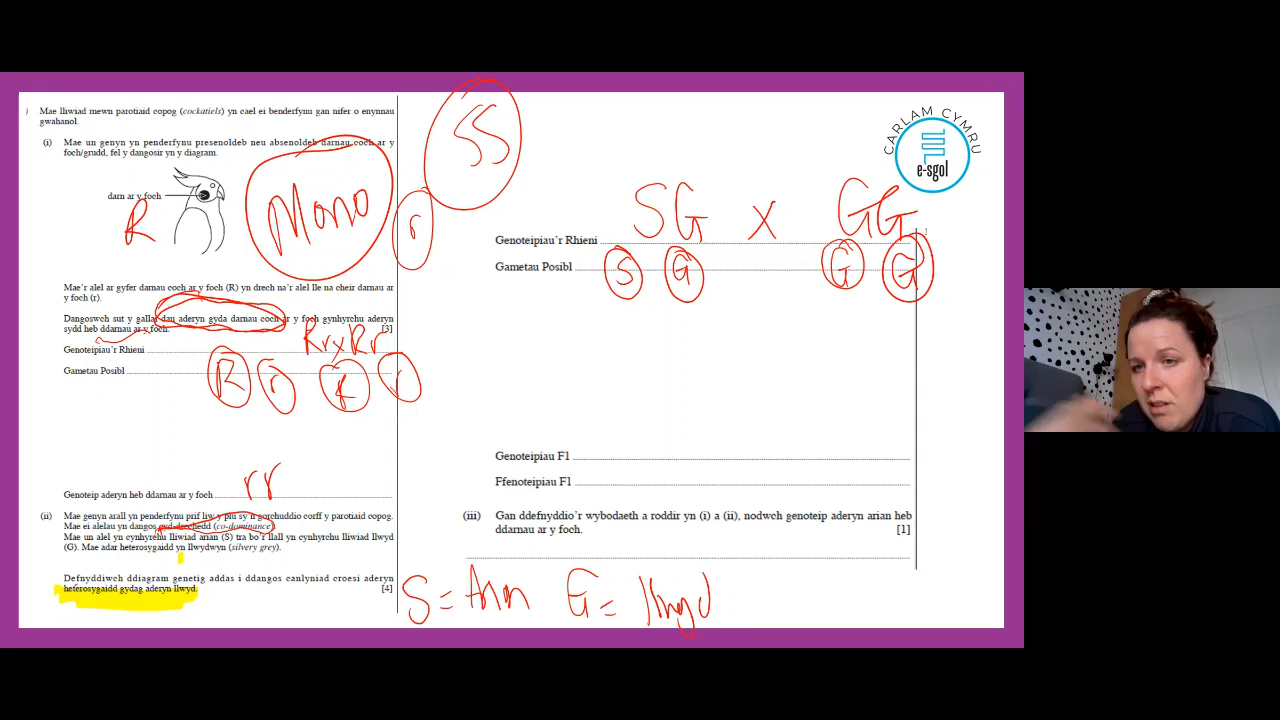 Mae lliwiad mewn parotiaid copog (cockatiels) yn cael ei benderfynu gan nifer o enynnau
gwahanol.
(i) Mae un genyn yn penderfynu presenoldeb neu absenoldeb darnau coch ar y
foch/grudd, fel y dangosir yn y diagram.
darn ar y foch
R
Mono
r
SS
Mae'r alel ar gyfer darnau coch ar y foch (R) yn drech na'r alel lle na cheir darnau ar
y foch (r).
Dangoswch sut y gallai dau aderyn gyda darnau coch ar y foch gynhyrchu aderyn
sydd heb ddarnau ar y foch. [3]
Genoteipiau'r Rhieni Rr x Rr
Gametau Posibl R r R r
Genoteip aderyn heb ddarnau ar y foch rr
(ii) Mae genyn arall yn penderfynu prif liw y plu sy'n gorchuddio corff y parotiaid copog.
Mae ei alelau yn dangos cyd-drechedd (co-dominance).
Mae un alel yn cynhyrchu lliwiad arian (S) tra bo'r llall yn cynhyrchu lliwiad llwyd
(G). Mae adar heterosygaidd yn llwydwyn (silvery grey).
Defnyddiwch ddiagram genetig addas i ddangos canlyniad croesi aderyn
heterosygaidd gydag aderyn llwyd. [4]
CARLAM CYMRU
e-sgol
SG x GG
Genoteipiau'r Rhieni
Gametau Posibl S G G G
Genoteipiau F1
Ffenoteipiau F1
(iii) Gan ddefnyddio'r wybodaeth a roddir yn (i) a (ii), nodwch genoteip aderyn arian heb
ddarnau ar y foch. [1]
S = Arian G = llwyd